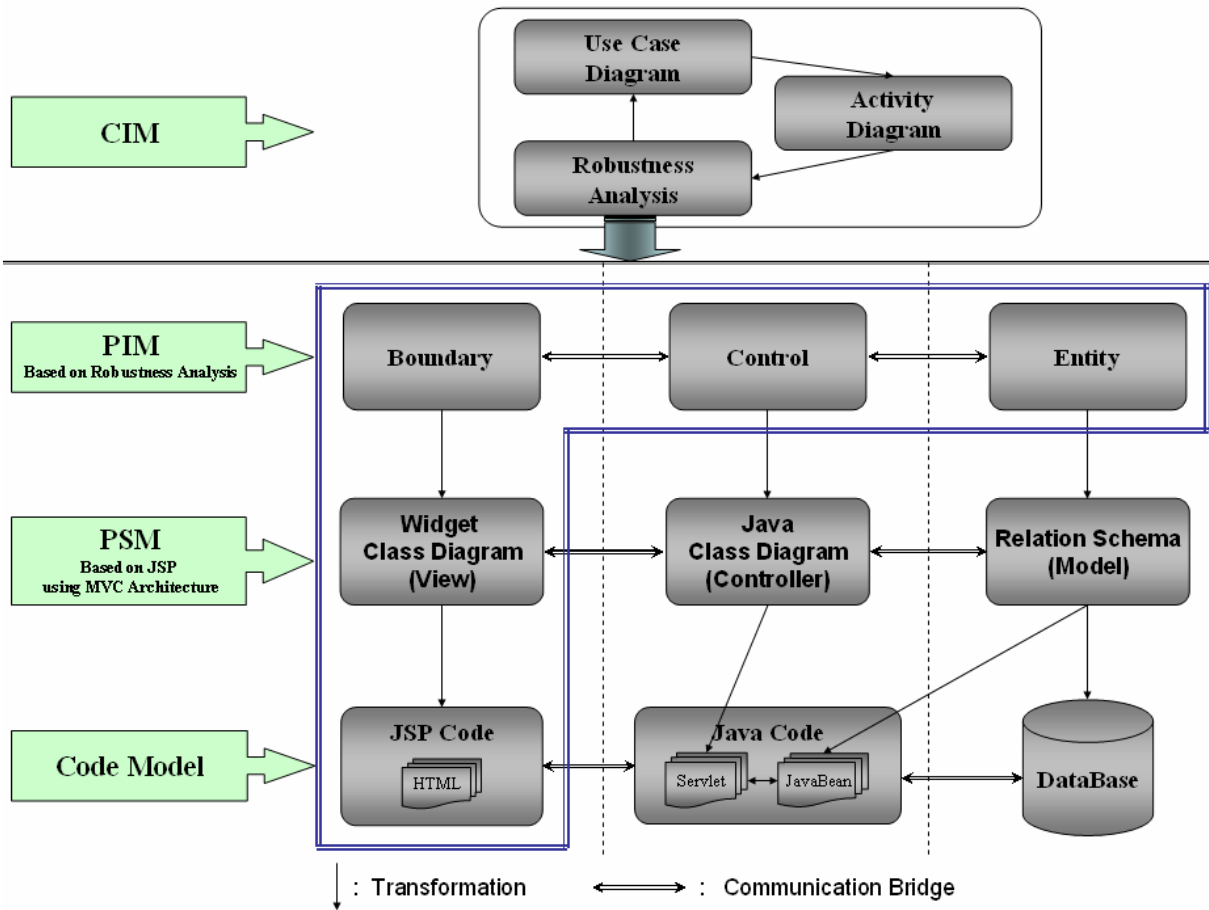 Use Case
Diagram
Activity
Diagram
CIM
Robustness
Analysis
PIM
Based on Robustness Analysis
Boundary
Control
Entity
PSM
Based on JSP
using MVC Architecture
Widget
Class Diagram
(View)
Java
Class Diagram
(Controller)
Relation Schema
(Model)
Code Model
JSP Code
HTML
Java Code
Servlet
JavaBean
DataBase
: Transformation
: Communication Bridge